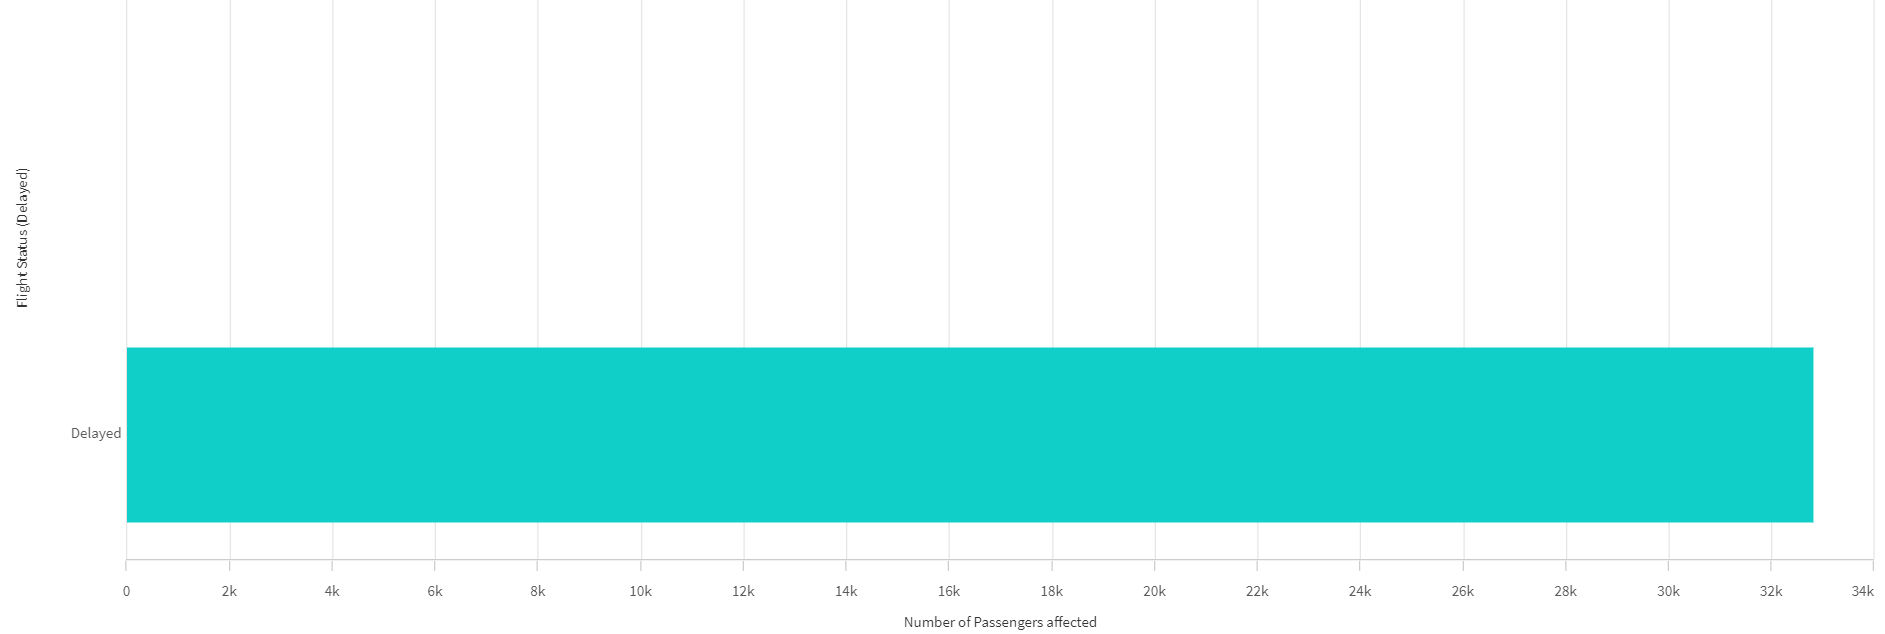 Flight Status (Delayed)
Delayed
0 2k 4k 6k 8k 10k 12k 14k 16k 18k 20k 22k 24k 26k 28k 30k 32k 34k
Number of Passengers affected